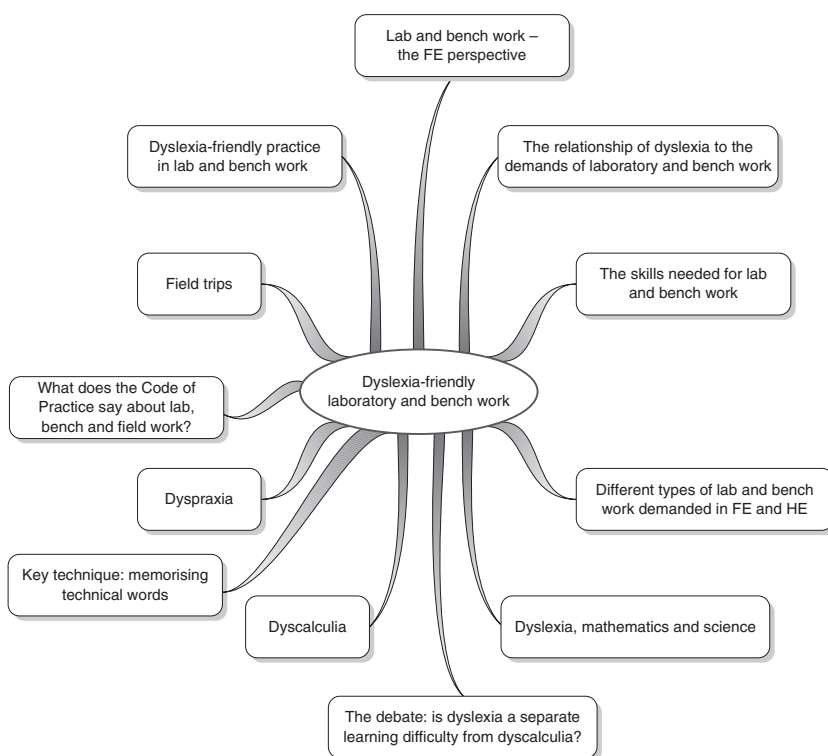 Lab and bench work –
the FE perspective
Dyslexia-friendly practice
in lab and bench work
The relationship of dyslexia to the
demands of laboratory and bench work
Field trips
The skills needed for lab
and bench work
What does the Code of
Practice say about lab,
bench and field work?
Dyslexia-friendly
laboratory and bench work
Dyspraxia
Different types of lab and bench
work demanded in FE and HE
Key technique: memorising
technical words
Dyscalculia
Dyslexia, mathematics and science
The debate: is dyslexia a separate
learning difficulty from dyscalculia?